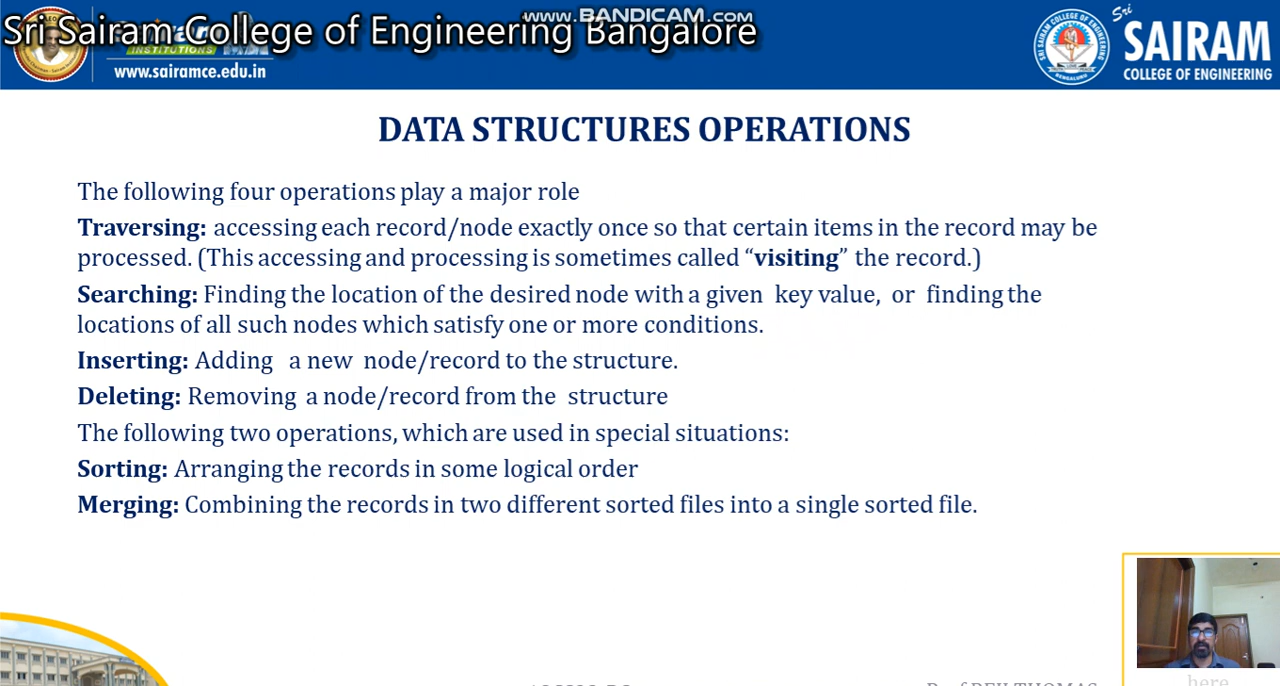 www.BANDICAM.com
Sri Sairam College of Engineering Bangalore
INSTITUTIONS
www.sairamce.edu.in
Sri
SAIRAM
COLLEGE OF ENGINEERING
DATA STRUCTURES OPERATIONS
The following four operations play a major role
Traversing: accessing each record/node exactly once so that certain items in the record may be
processed. (This accessing and processing is sometimes called “visiting” the record.)
Searching: Finding the location of the desired node with a given key value, or finding the
locations of all such nodes which satisfy one or more conditions.
Inserting: Adding a new node/record to the structure.
Deleting: Removing a node/record from the structure
The following two operations, which are used in special situations:
Sorting: Arranging the records in some logical order
Merging: Combining the records in two different sorted files into a single sorted file.
here